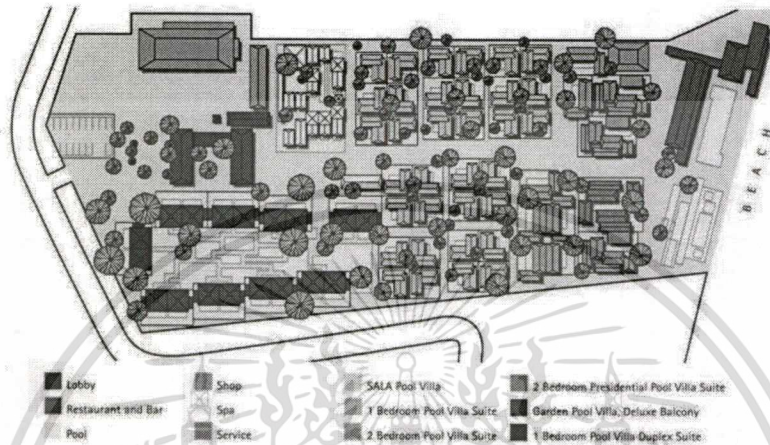 BEACH
Lobby
Restaurant and Bar
Pool
Shop
Spa
Service
SALA Pool Villa
1 Bedroom Pool Villa Suite
2 Bedroom Pool Villa Suite
2 Bedroom Presidential Pool Villa Suite
Garden Pool Villa, Deluxe Balcony
1 Bedroom Pool Villa Duplex Suite